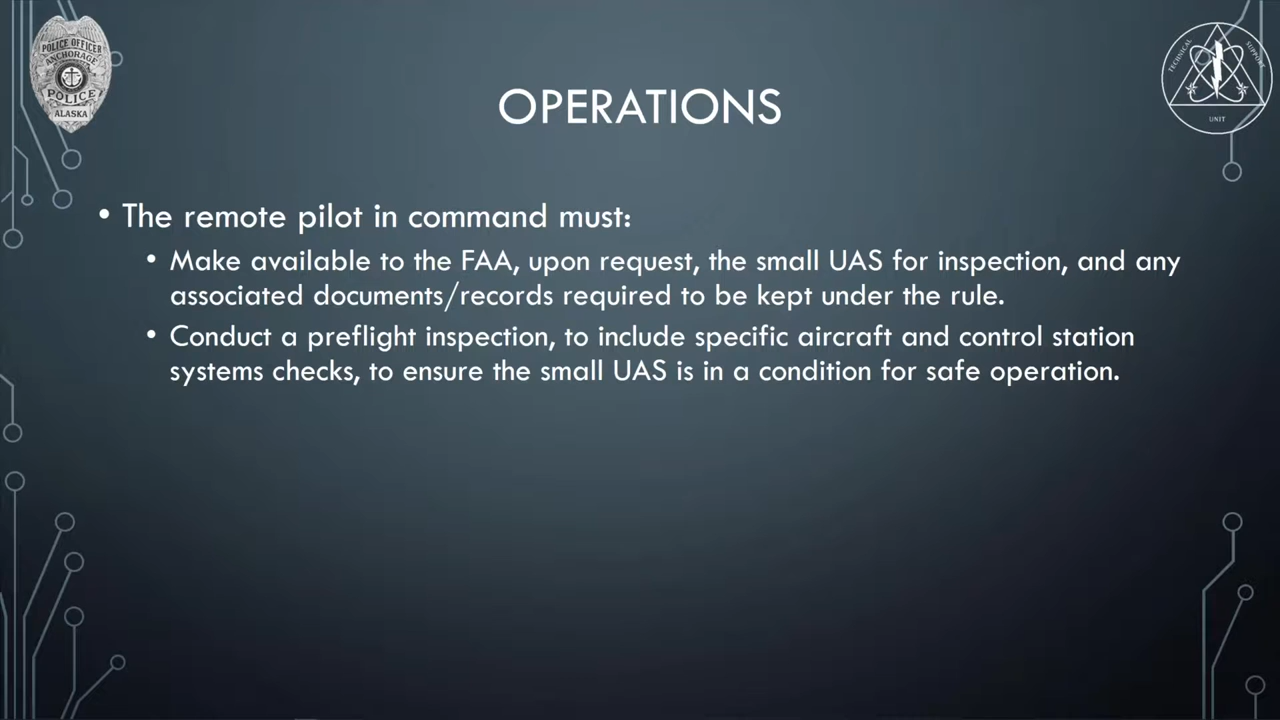 POLICE OFFICER
ANCHORAGE
POLICE
ALASKA
TECHNICAL SUPPORT
UNIT
OPERATIONS
• The remote pilot in command must:
• Make available to the FAA, upon request, the small UAS for inspection, and any
associated documents/records required to be kept under the rule.
• Conduct a preflight inspection, to include specific aircraft and control station
systems checks, to ensure the small UAS is in a condition for safe operation.